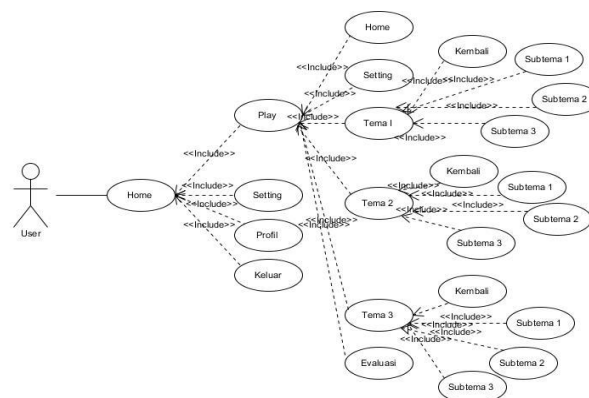 Home
Kembali
<<Include>>
<<Include>>
<<Include>>
Subtema 1
Setting
<<Include>>
Subtema 2
Play
<<Include>>
Tema I
<<Include>>
Subtema 3
<<Include>>
Kembali
<<Include>>
<<Include>>
Subtema 1
User
Home
<<Include>>
Setting
<<Include>>
Tema 2
<<Include>>
Subtema 2
<<Include>>
Profil
<<Include>>
<<Include>>
Subtema 3
<<Include>>
Keluar
Kembali
<<Include>>
Tema 3
<<Include>>
Subtema 1
<<Include>>
<<Include>>
Evaluasi
Subtema 2
Subtema 3